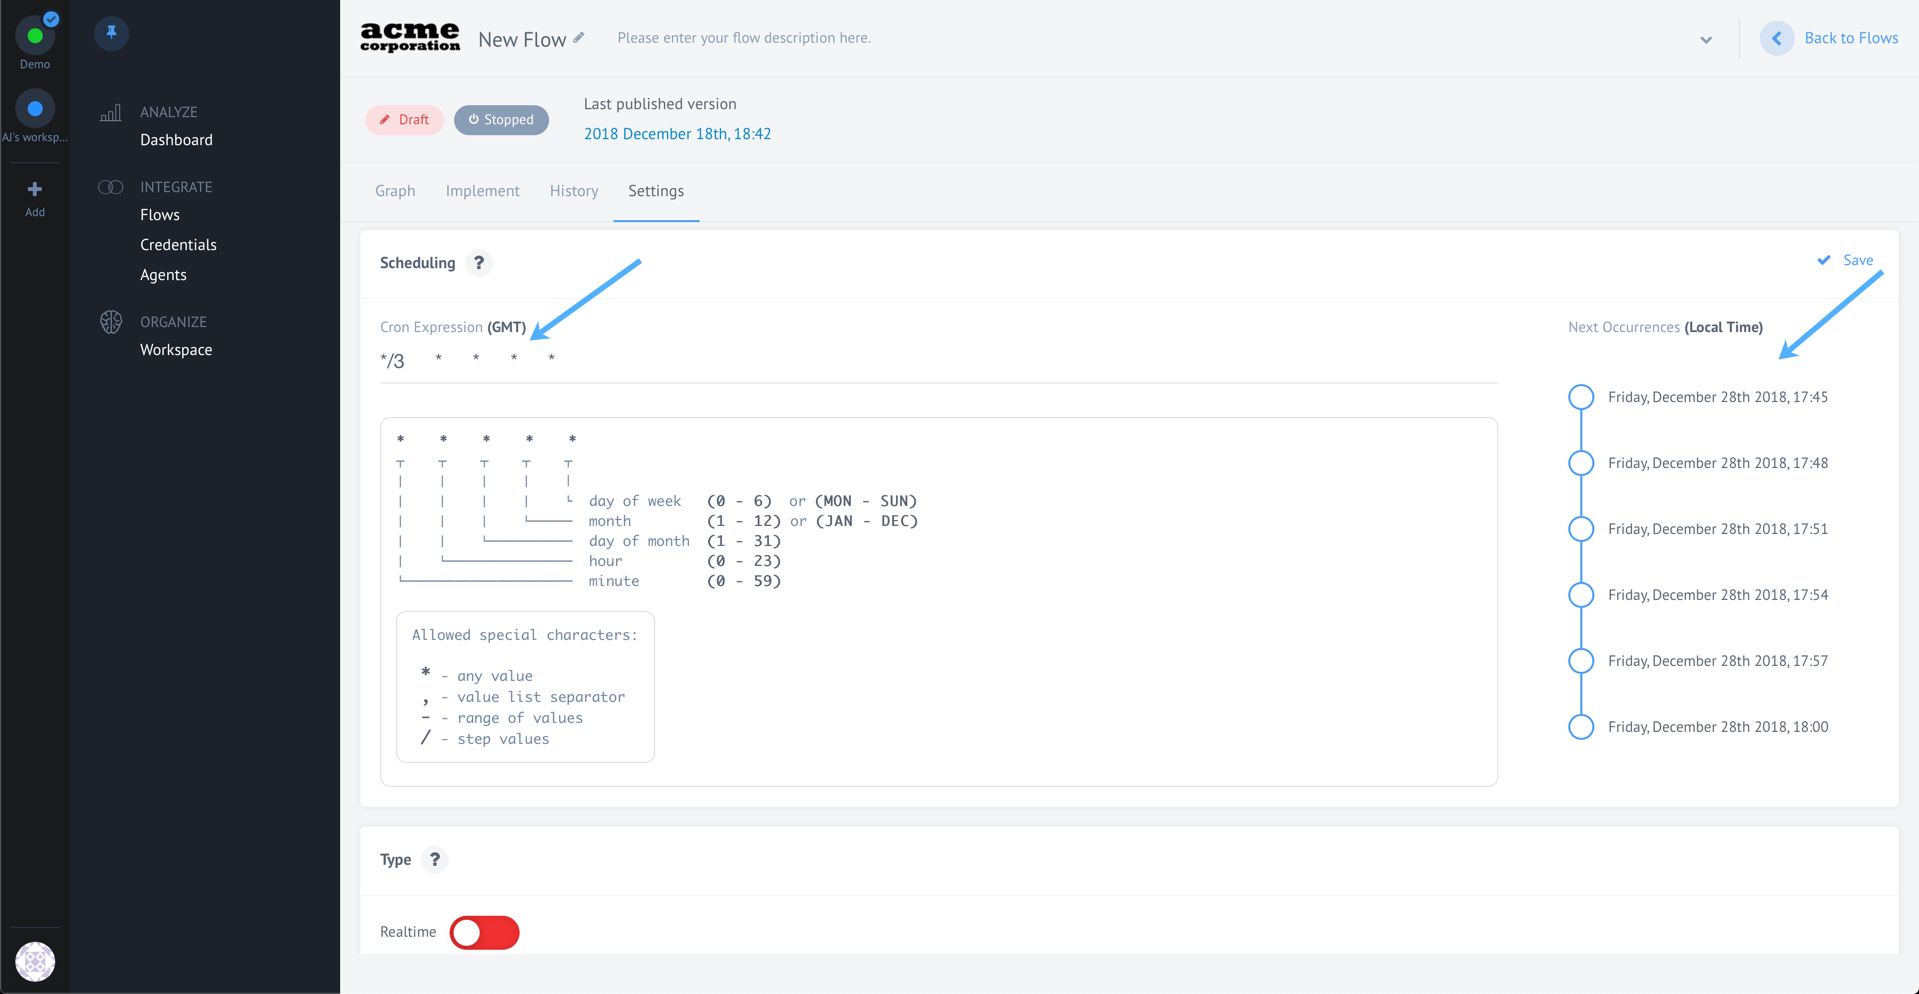 Demo
AJ's worksp...
Add
ANALYZE
Dashboard
INTEGRATE
Flows
Credentials
Agents
ORGANIZE
Workspace
acme
corporation
New Flow
Please enter your flow description here.
Back to Flows
Draft
Stopped
Last published version
2018 December 18th, 18:42
Graph
Implement
History
Settings
Scheduling ?
Save
Cron Expression (GMT)
*/3 * * * *
* * * * *
day of week (0 - 6) or (MON - SUN)
month (1 - 12) or (JAN - DEC)
day of month (1 - 31)
hour (0 - 23)
minute (0 - 59)
Allowed special characters:
* - any value
, - value list separator
- - range of values
/ - step values
Next Occurrences (Local Time)
Friday, December 28th 2018, 17:45
Friday, December 28th 2018, 17:48
Friday, December 28th 2018, 17:51
Friday, December 28th 2018, 17:54
Friday, December 28th 2018, 17:57
Friday, December 28th 2018, 18:00
Type ?
Realtime